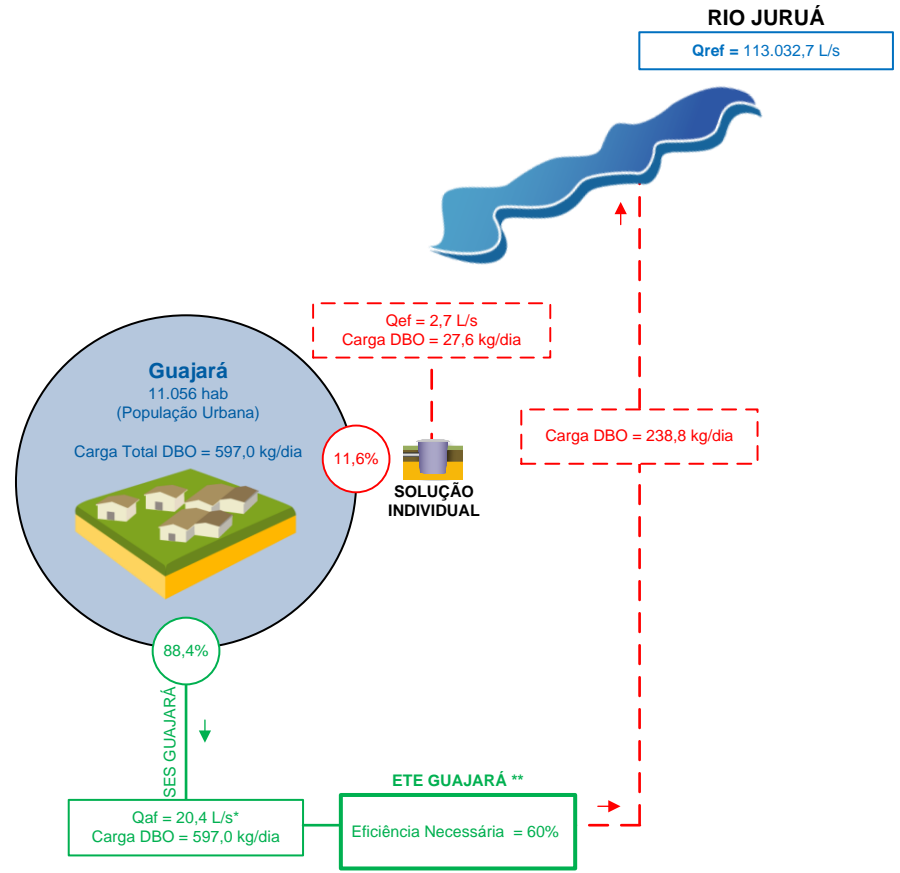 RIO JURUÁ
Qref = 113.032,7 L/s
Qef = 2,7 L/s
Carga DBO = 27,6 kg/dia
Guajará
11.056 hab
(População Urbana)
Carga Total DBO = 597,0 kg/dia
11,6%
SOLUÇÃO
INDIVIDUAL
Carga DBO = 238,8 kg/dia
88,4%
SES GUAJARÁ
Qaf = 20,4 L/s*
Carga DBO = 597,0 kg/dia
ETE GUAJARÁ **
Eficiência Necessária = 60%